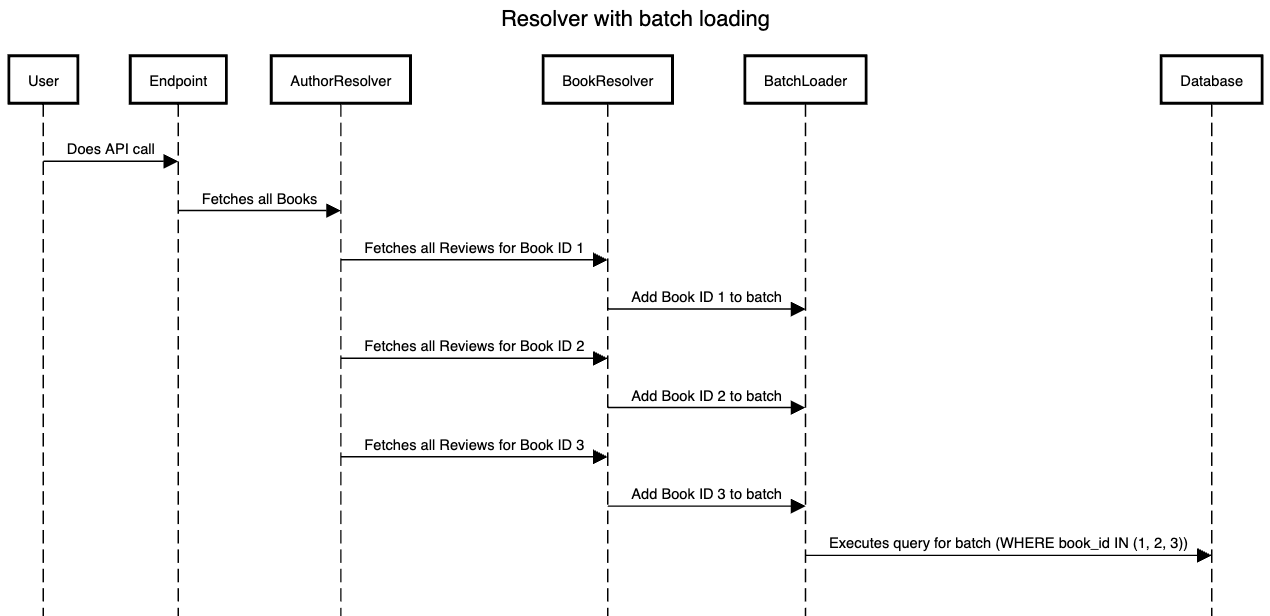 Resolver with batch loading
User
Endpoint
AuthorResolver
BookResolver
BatchLoader
Database
Does API call
Fetches all Books
Fetches all Reviews for Book ID 1
Add Book ID 1 to batch
Fetches all Reviews for Book ID 2
Add Book ID 2 to batch
Fetches all Reviews for Book ID 3
Add Book ID 3 to batch
Executes query for batch (WHERE book_id IN (1, 2, 3))